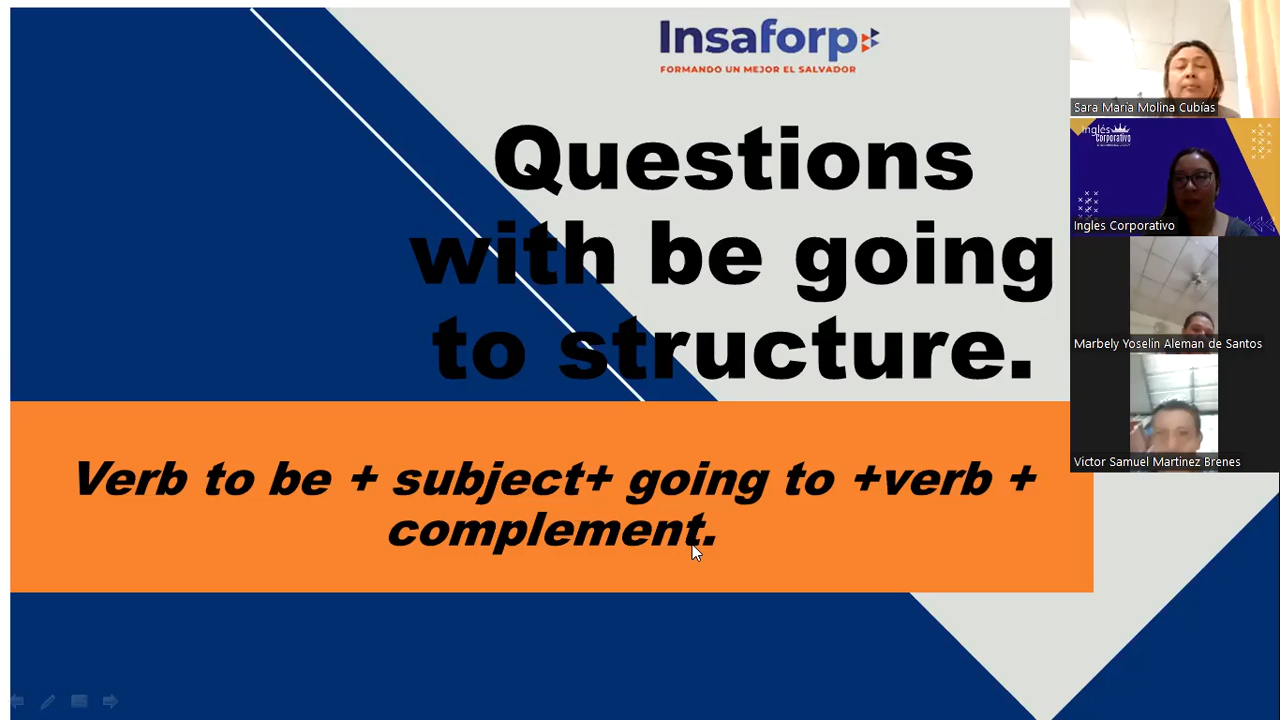 Insaforp
FORMANDO UN MEJOR EL SALVADOR
Questions
with be going
to structure.
Verb to be + subject+ going to +verb +
complement.
Sara María Molina Cubías
Inglés
Corporativo
Ingles Corporativo
Marbely Yoselin Aleman de Santos
Victor Samuel Martinez Brenes